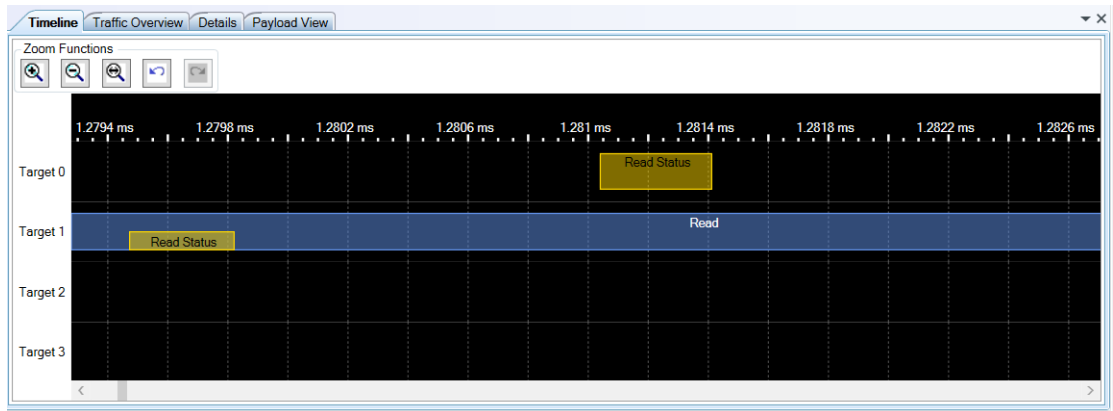 Timeline Traffic Overview Details Payload View
Zoom Functions
1.2794 ms 1.2798 ms 1.2802 ms 1.2806 ms 1.281 ms 1.2814 ms 1.2818 ms 1.2822 ms 1.2826 ms
Target 0 Read Status
Target 1 Read
Read Status
Target 2
Target 3